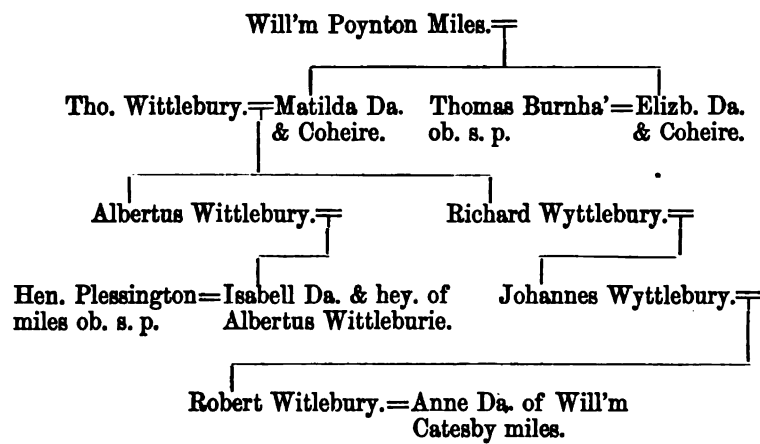 Will'm Poynton Miles.=
Tho. Wittlebury.=Matilda Da. & Coheire.
Thomas Burnha'=Elizb. Da. & Coheire.
ob. s. p.
Albertus Wittlebury.=
Richard Wyttlebury.=
Hen. Plessington=Isabell Da. & hey. of
miles ob. s. p.
Albertus Wittleburie.
Johannes Wyttlebury.=
Robert Witlebury.=Anne Da. of Will'm
Catesby miles.